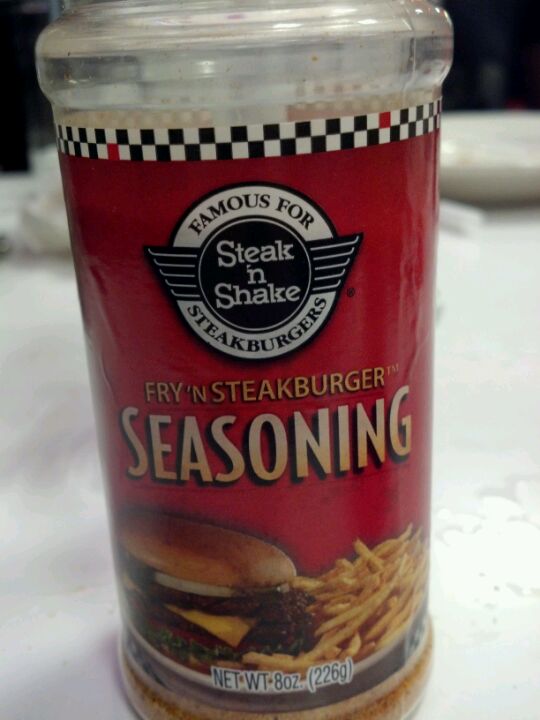 FAMOUS FOR
Steak
'n
Shake
®
STEAKBURGERS
FRY 'N STEAKBURGER™
SEASONING
NET WT 8oz. (226g)